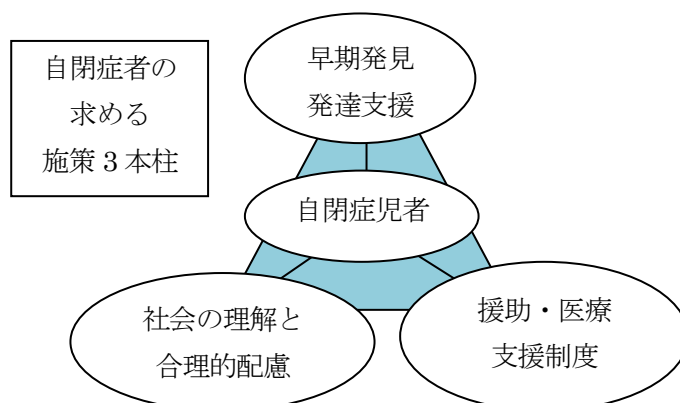 自閉症者の
求める
施策3本柱
早期発見
発達支援
自閉症児者
社会の理解と
合理的配慮
援助・医療
支援制度